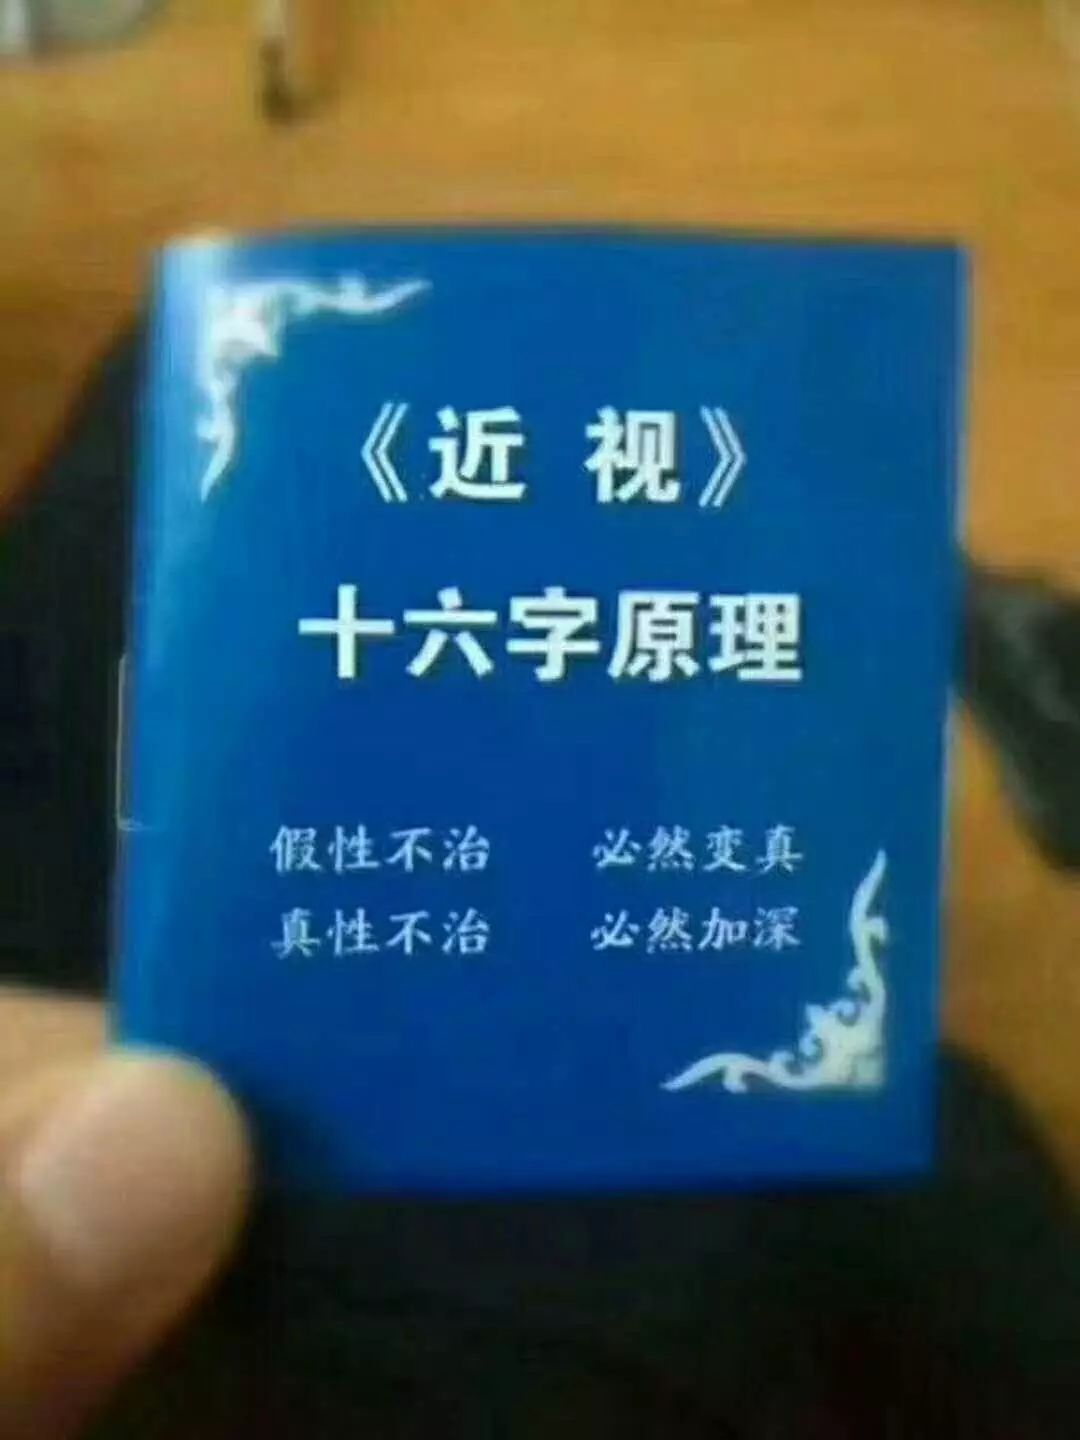 《近 视》
十六字原理
假性不治 必然变真
真性不治 必然加深